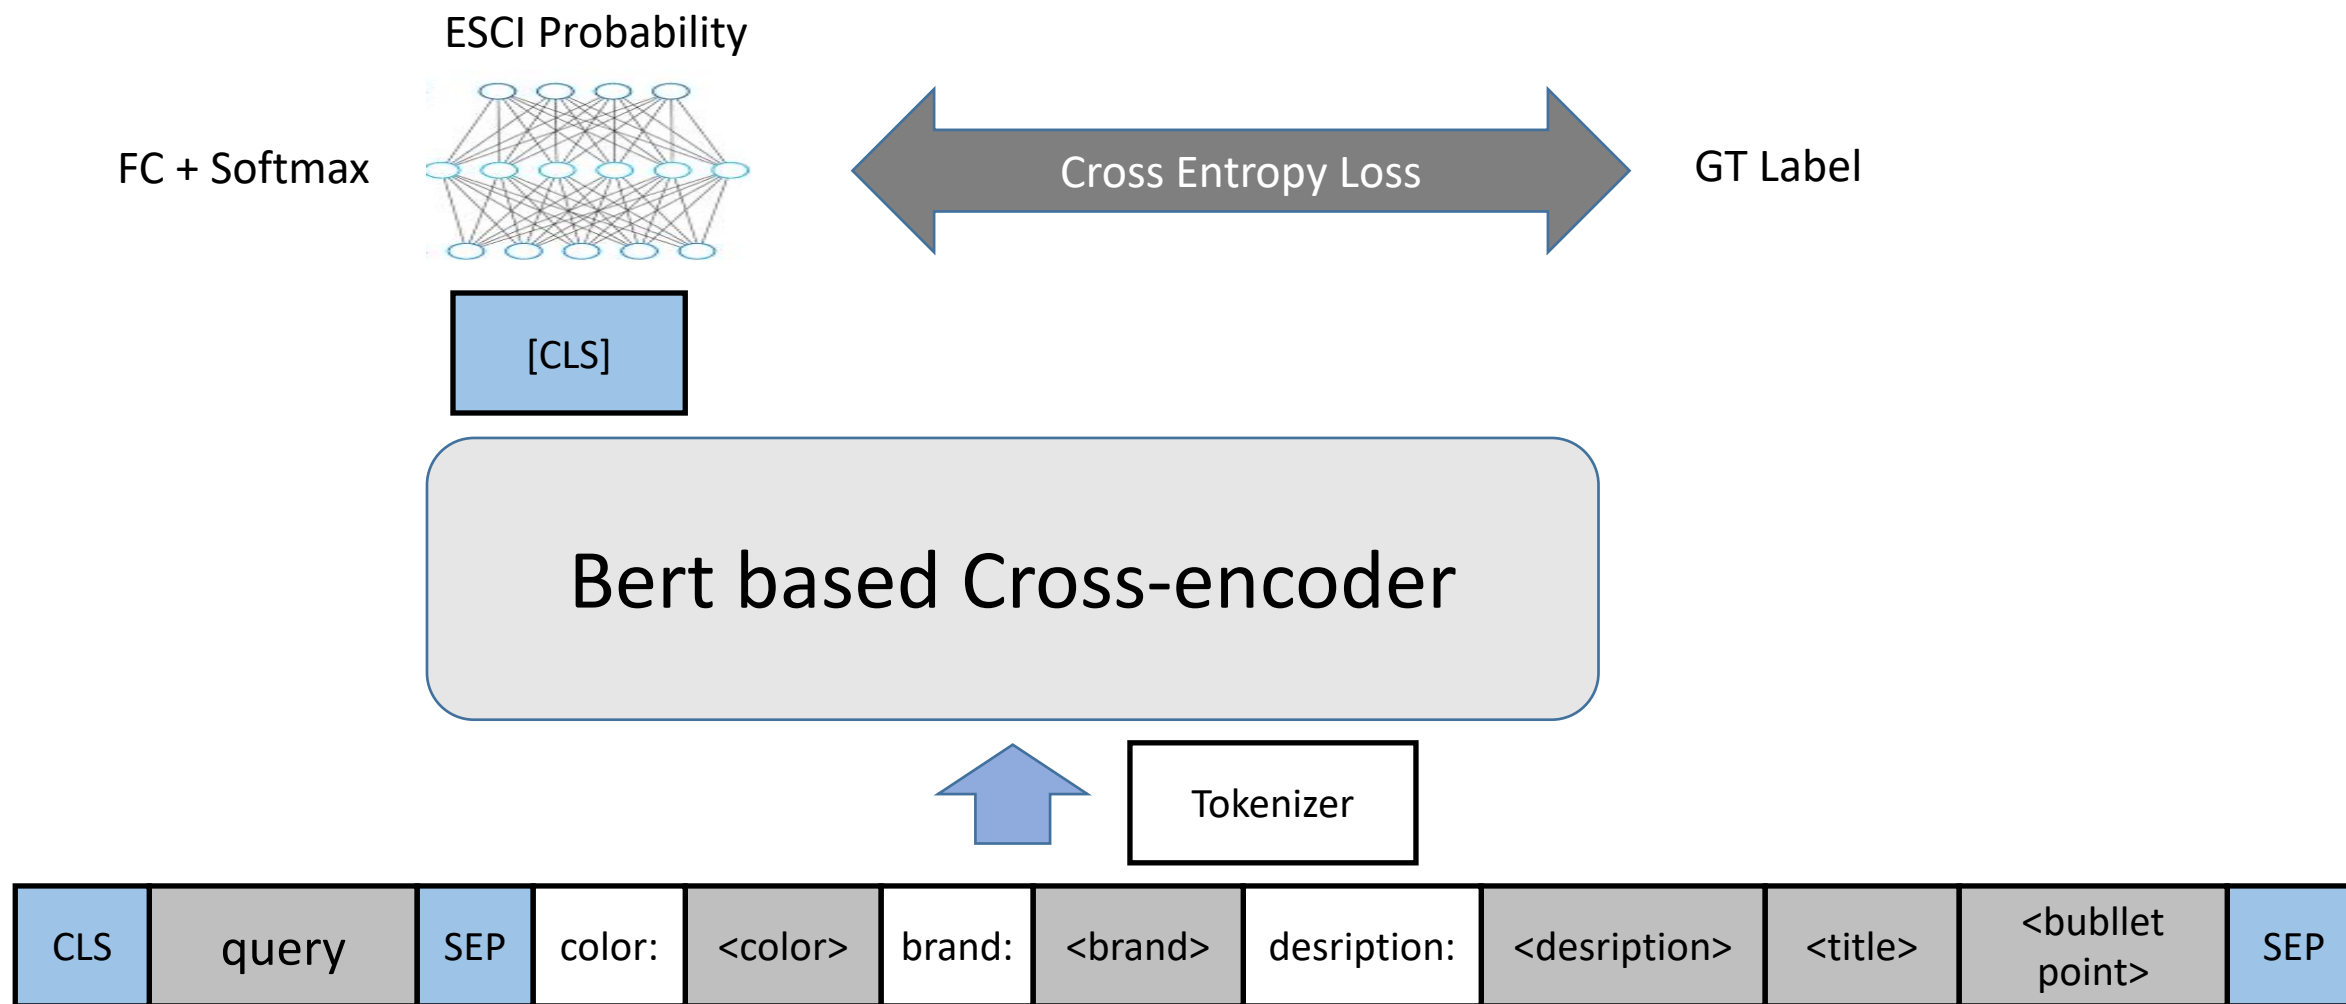 ESCI Probability
FC + Softmax
Cross Entropy Loss
GT Label
[CLS]
Bert based Cross-encoder
Tokenizer
CLS
query
SEP
color:
<color>
brand:
<brand>
desription:
<desription>
<title>
<bubllet
point>
SEP